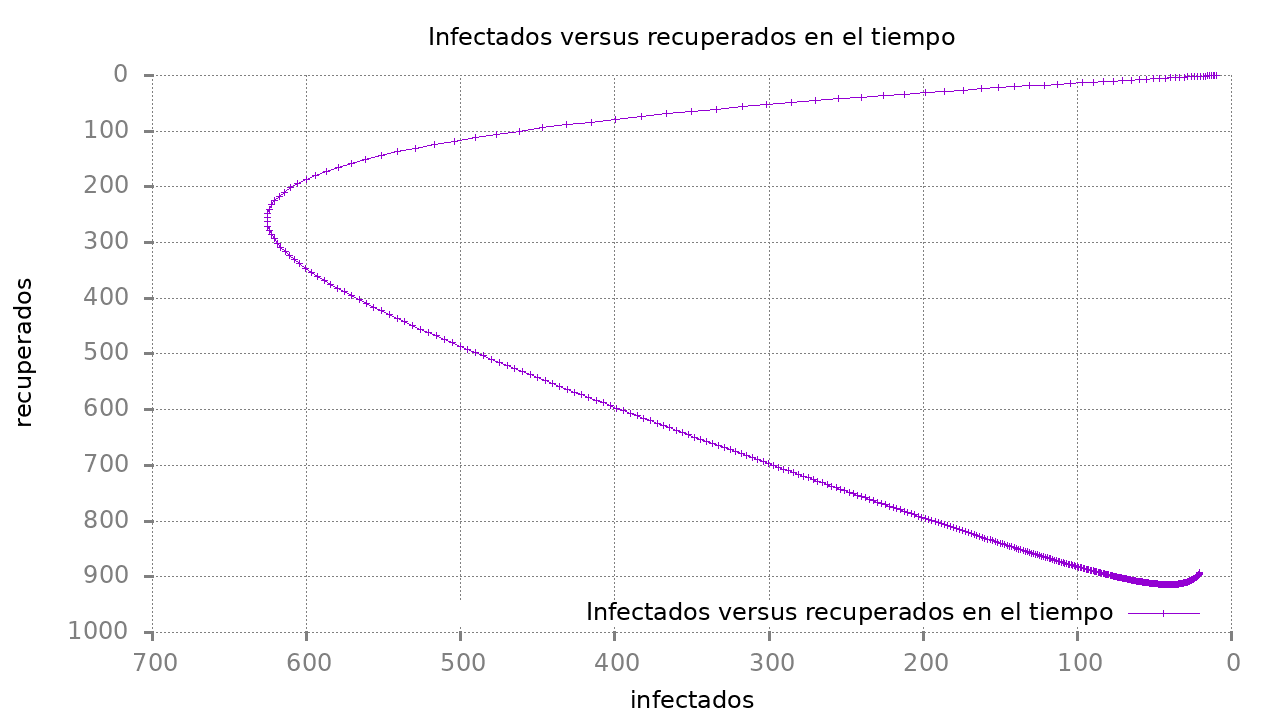 Infectados versus recuperados en el tiempo
0
100
200
300
400
500
600
700
800
900
1000
recuperados
Infectados versus recuperados en el tiempo
700 600 500 400 300 200 100 0
infectados